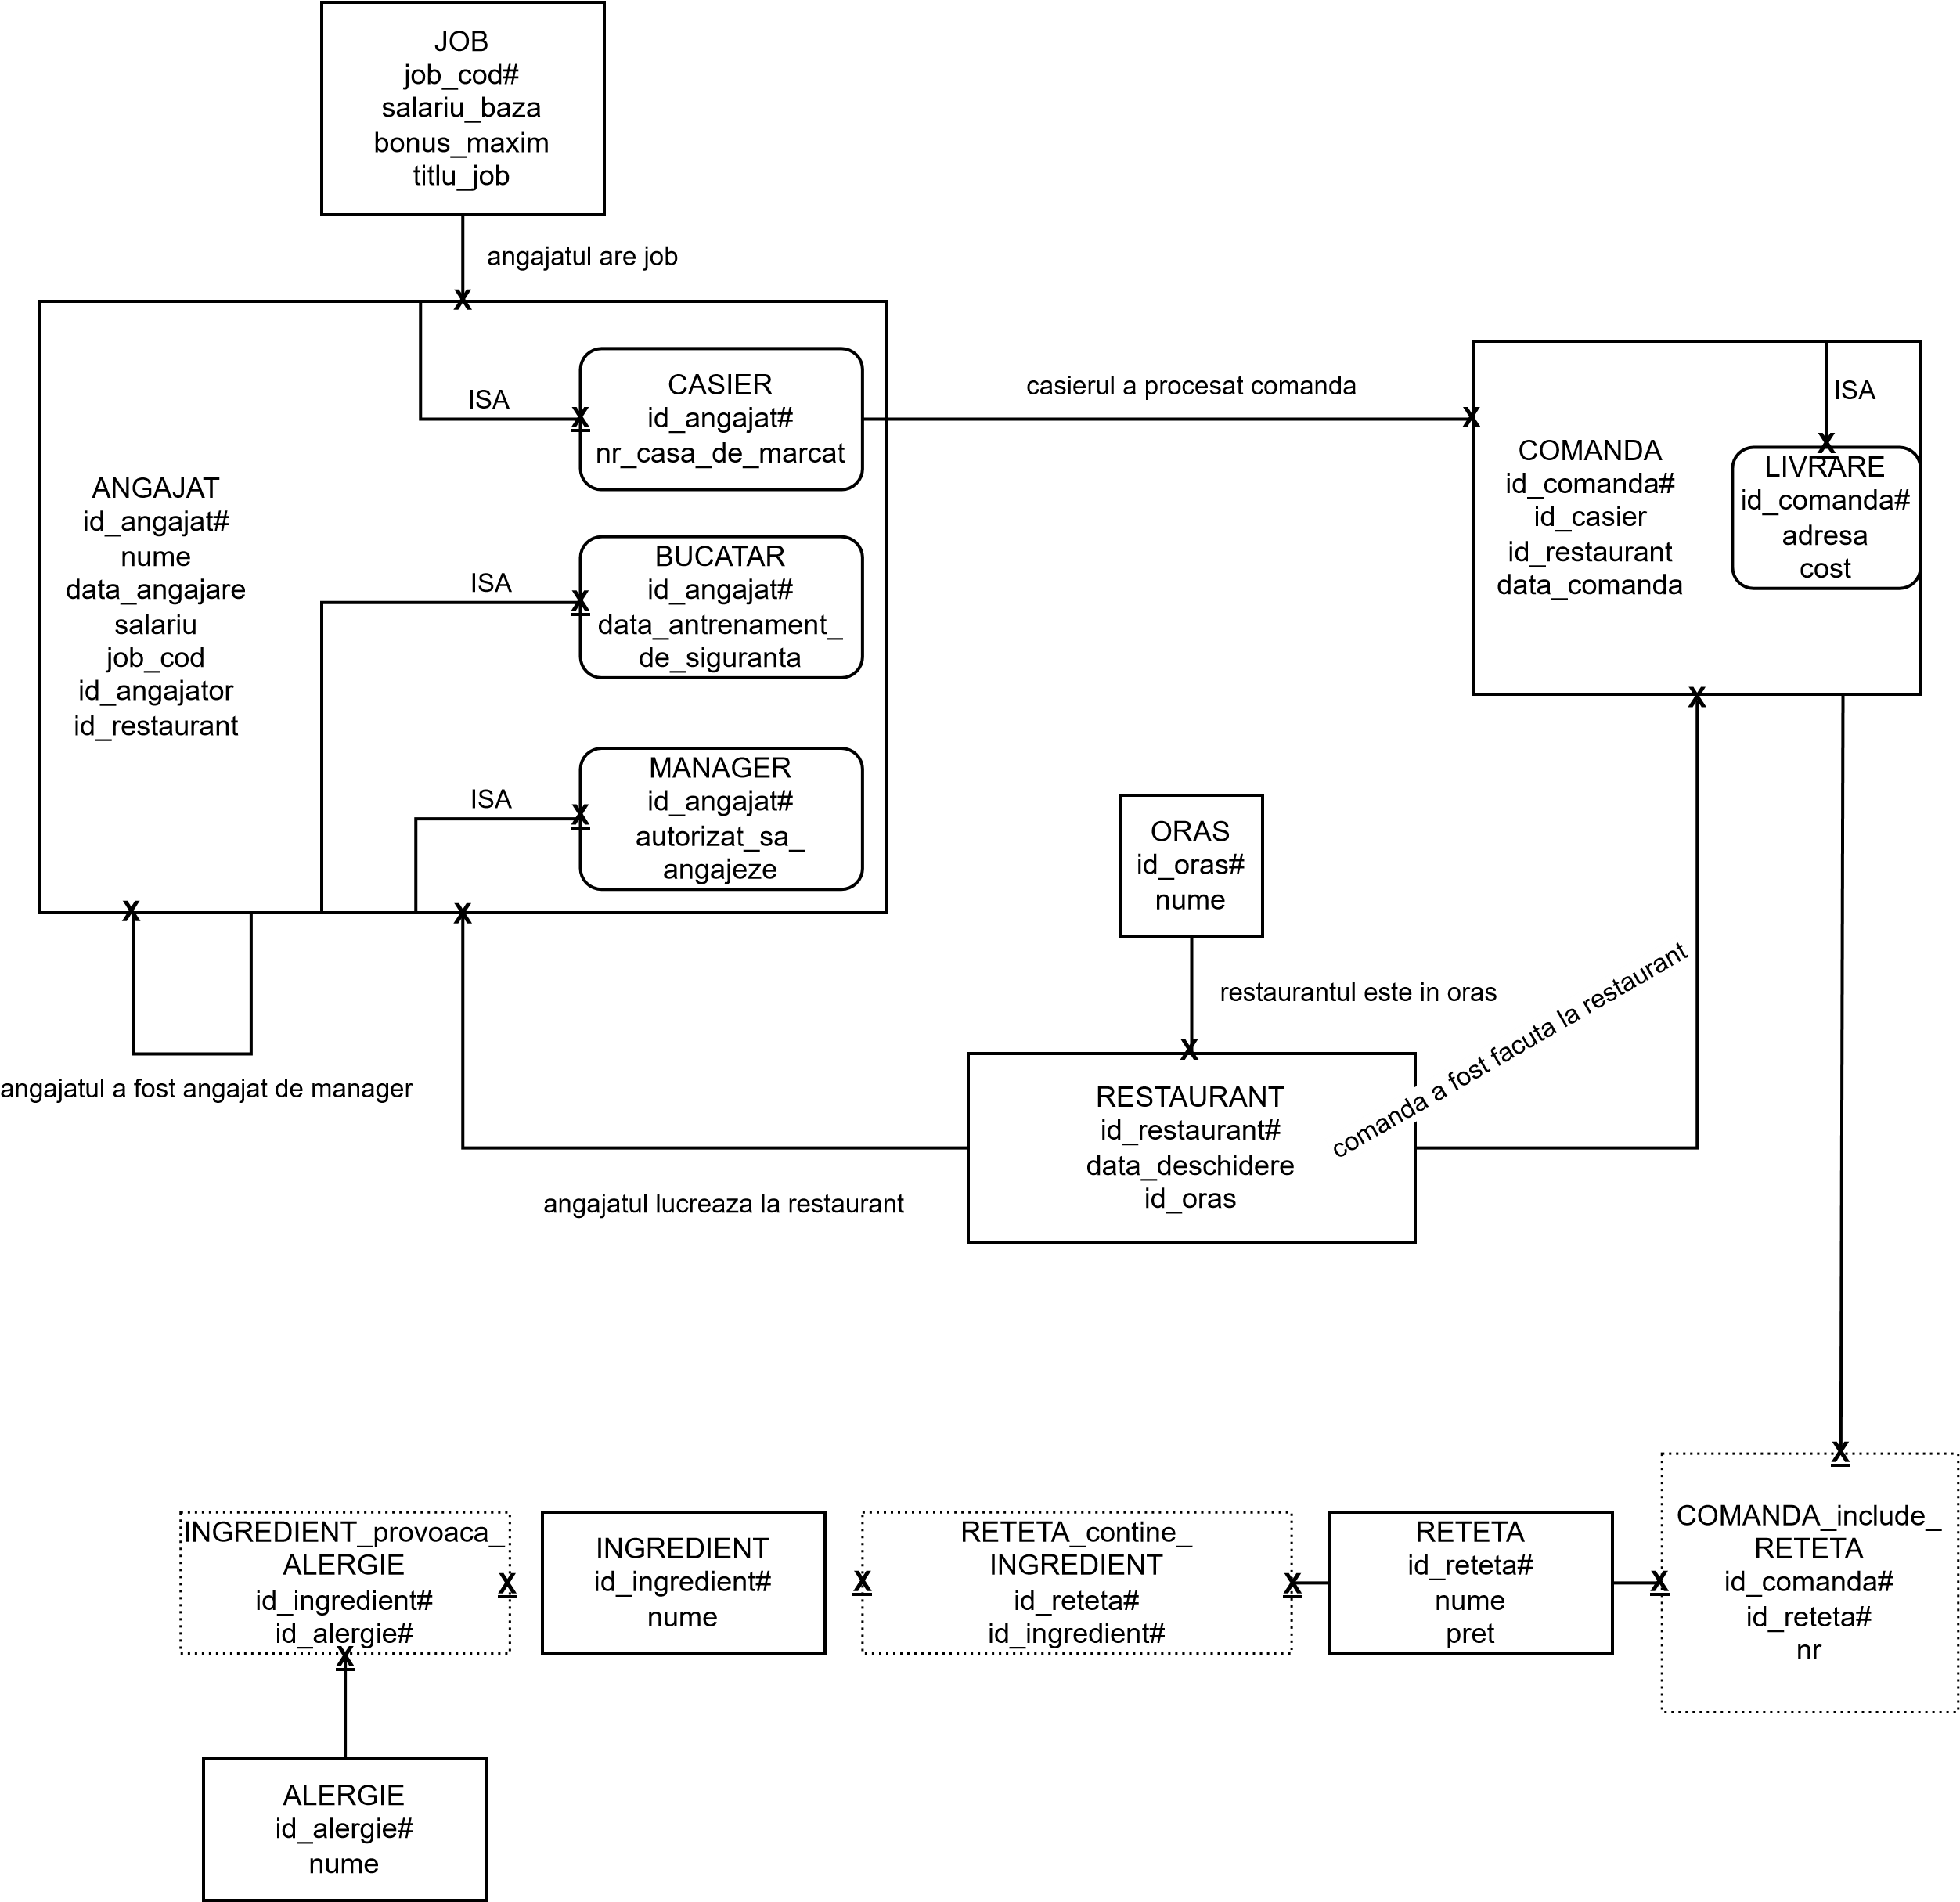 JOB
job_cod#
salariu_baza
bonus_maxim
titlu_job
angajatul are job
ANGAJAT
id_angajat#
nume
data_angajare
salariu
job_cod
id_angajator
id_restaurant
X
ISA
X
CASIER
id_angajat#
nr_casa_de_marcat
ISA
X
BUCATAR
id_angajat#
data_antrenament_
de_siguranta
ISA
X
MANAGER
id_angajat#
autorizat_sa_
angajeze
casierul a procesat comanda
X
COMANDA
id_comanda#
id_casier
id_restaurant
data_comanda
ISA
X
LIVRARE
id_comanda#
adresa
cost
X
X
X
angajatul a fost angajat de manager
ORAS
id_oras#
nume
restaurantul este in oras
X
RESTAURANT
id_restaurant#
data_deschidere
id_oras
comanda a fost facuta la restaurant
angajatul lucreaza la restaurant
INGREDIENT_provoaca_
ALERGIE
id_ingredient#
id_alergie#
X
X
INGREDIENT
id_ingredient#
nume
X
RETETA_contine_
INGREDIENT
id_reteta#
id_ingredient#
X
RETETA
id_reteta#
nume
pret
X
X
COMANDA_include_
RETETA
id_comanda#
id_reteta#
nr
ALERGIE
id_alergie#
nume